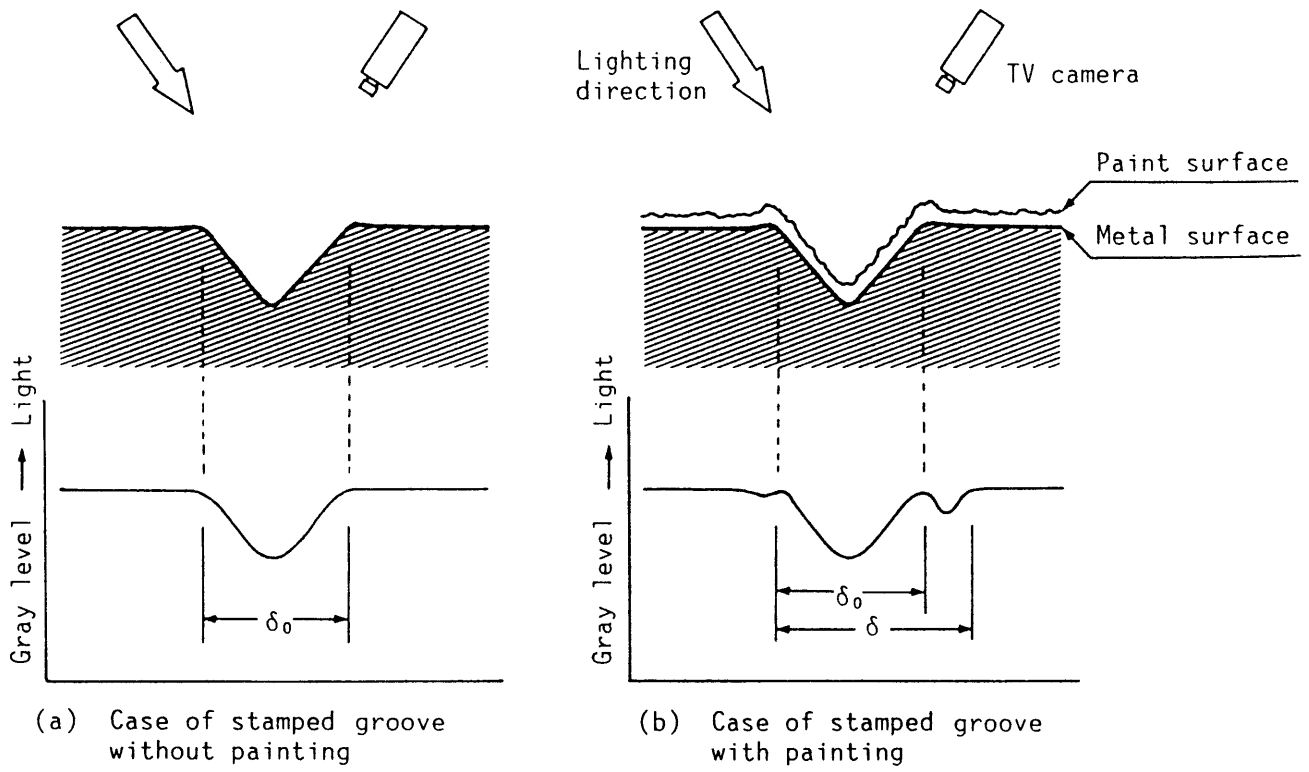 Lighting
direction
TV camera
Paint surface
Metal surface
Gray level → Light
δ₀
Gray level → Light
δ₀
δ
(a) Case of stamped groove
without painting
(b) Case of stamped groove
with painting